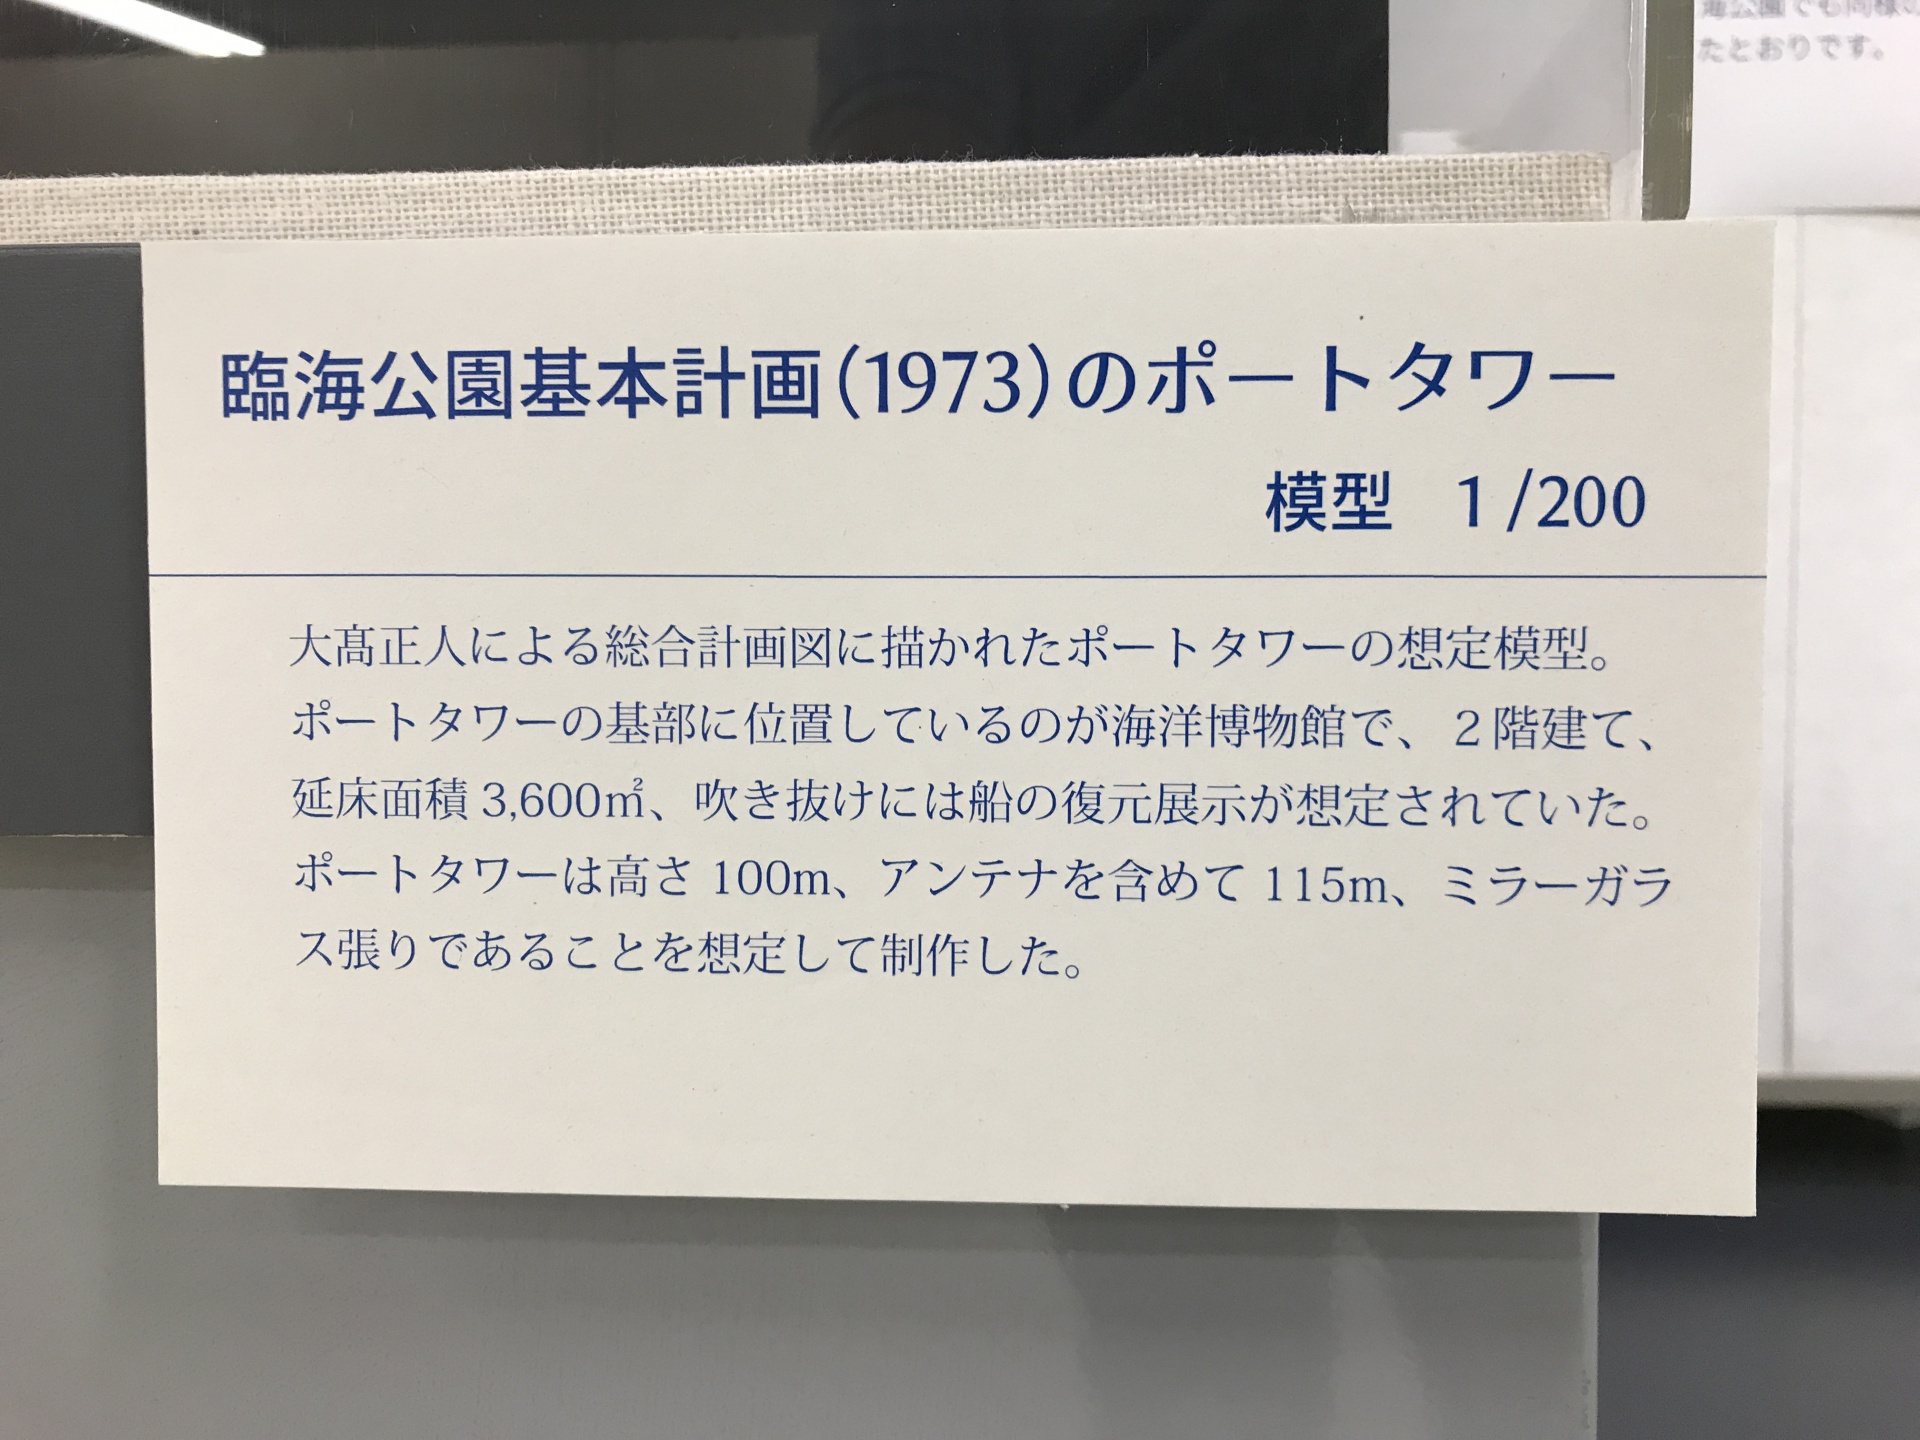 たとおりです。
臨海公園基本計画（1973）のポートタワー
模型　1/200
大髙正人による総合計画図に描かれたポートタワーの想定模型。
ポートタワーの基部に位置しているのが海洋博物館で、２階建て、
延床面積 3,600㎡、吹き抜けには船の復元展示が想定されていた。
ポートタワーは高さ 100m、アンテナを含めて 115m、ミラーガラ
ス張りであることを想定して制作した。